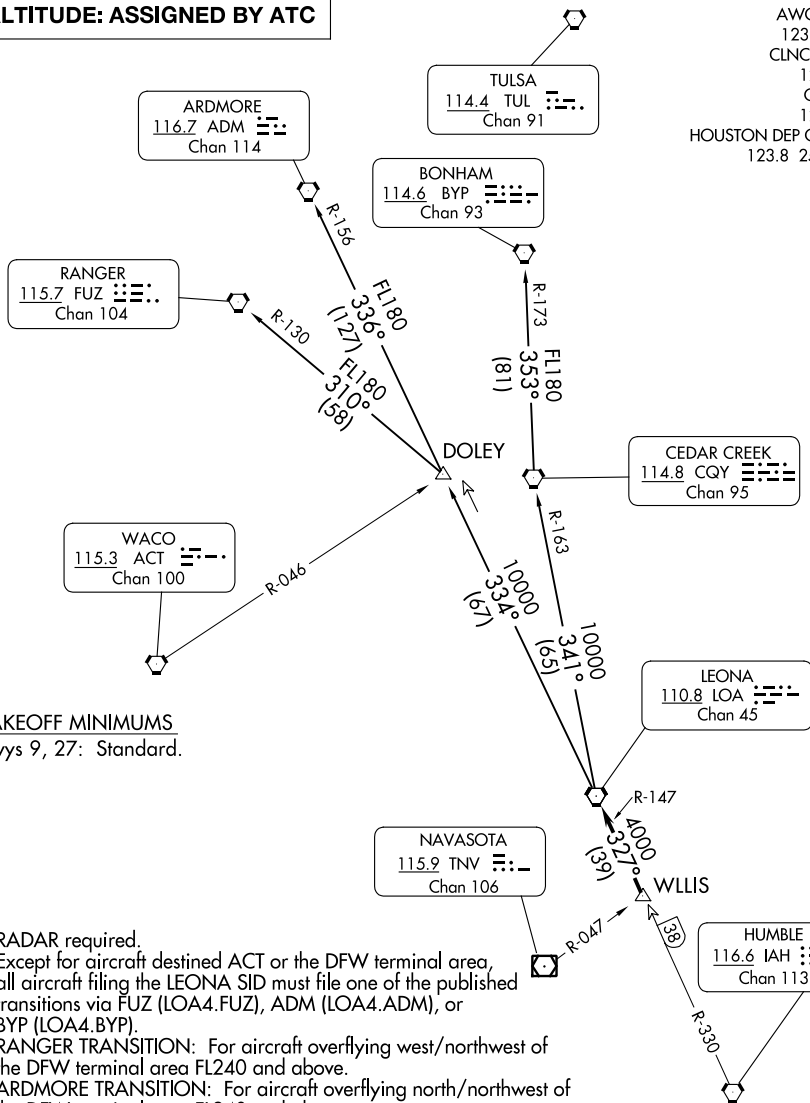 LTITUDE: ASSIGNED BY ATC
TULSA
114.4 TUL
Chan 91
123
CLNC
HOUSTON DEP
123.8
ARDMORE
116.7 ADM
Chan 114
BONHAM
114.6 BYP
Chan 93
RANGER
115.7 FUZ
Chan 104
R-156
R-130
R-173
FL180
336°
(127)
FL180
310°
(58)
FL180
353°
(81)
DOLEY
CEDAR CREEK
114.8 CQY
Chan 95
WACO
115.3 ACT
Chan 100
R-046
R-163
10000
334°
(67)
10000
341°
(65)
LEONA
110.8 LOA
Chan 45
AKEOFF MINIMUMS
wys 9, 27: Standard.
R-147
4000
327°
(39)
NAVASOTA
115.9 TNV
Chan 106
WLLIS
R-047
38
HUMBLE
116.6 IAH
Chan 113
R-330
RADAR required.
Except for aircraft destined ACT or the DFW terminal area,
all aircraft filing the LEONA SID must file one of the published
transitions via FUZ (LOA4.FUZ), ADM (LOA4.ADM), or
BYP (LOA4.BYP).
RANGER TRANSITION: For aircraft overflying west/northwest of
the DFW terminal area FL240 and above.
ARDMORE TRANSITION: For aircraft overflying north/northwest of